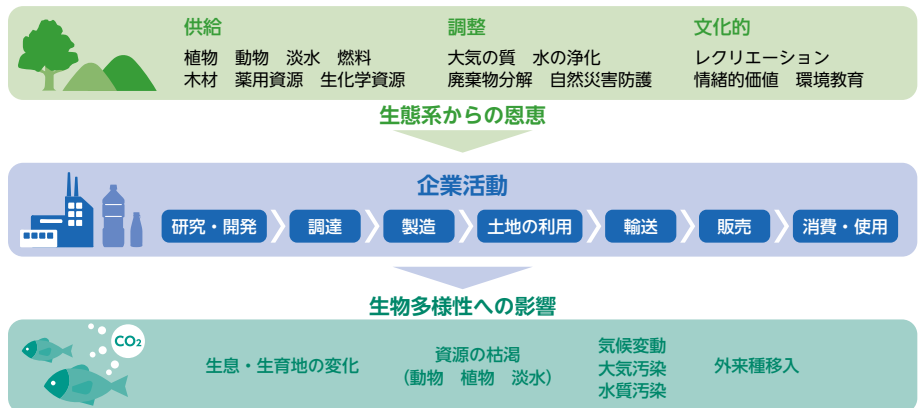 供給
植物　動物　淡水　燃料
木材　薬用資源　生化学資源
調整
大気の質　水の浄化
廃棄物分解　自然災害防護
文化的
レクリエーション
情緒的価値　環境教育
生態系からの恩恵
企業活動
研究・開発
調達
製造
土地の利用
輸送
販売
消費・使用
生物多様性への影響
CO₂
生息・生育地の変化
資源の枯渇
（動物　植物　淡水）
気候変動
大気汚染
水質汚染
外来種移入